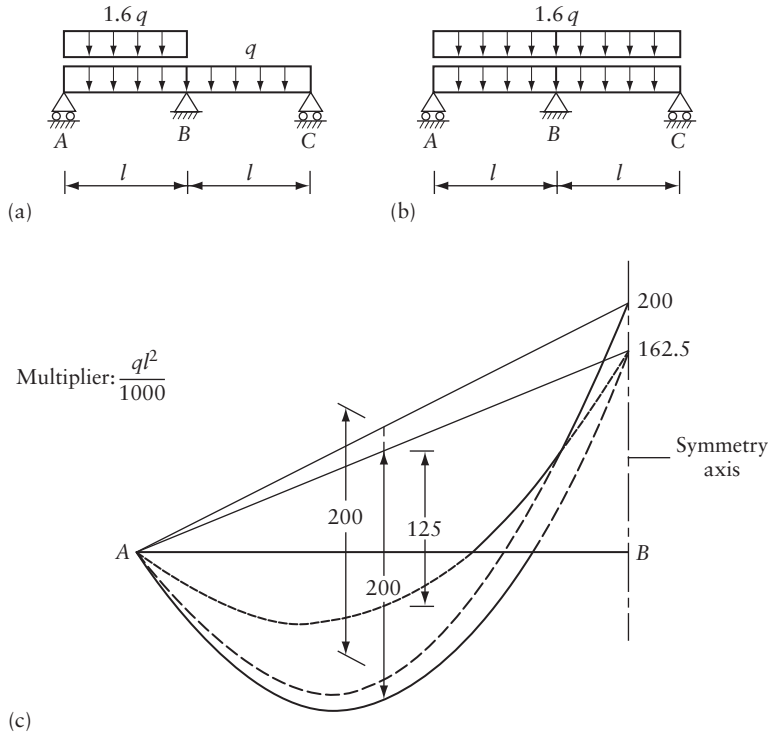 1.6 q
q
A
B
C
l
l
(a)
1.6 q
A
B
C
l
l
(b)
200
162.5
Multiplier: ql²/1000
Symmetry
axis
200
125
A
B
200
(c)